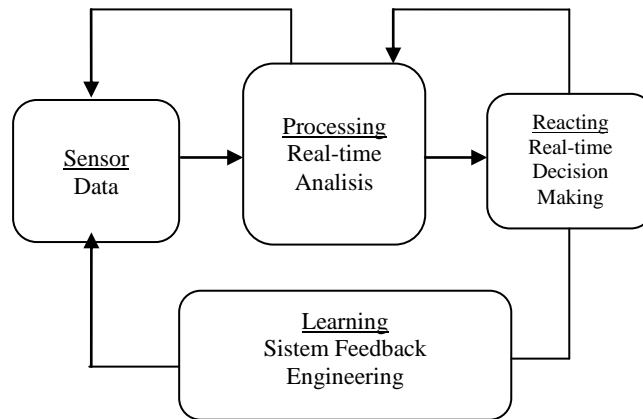 Sensor
Data
Processing
Real-time
Analisis
Reacting
Real-time
Decision
Making
Learning
Sistem Feedback
Engineering